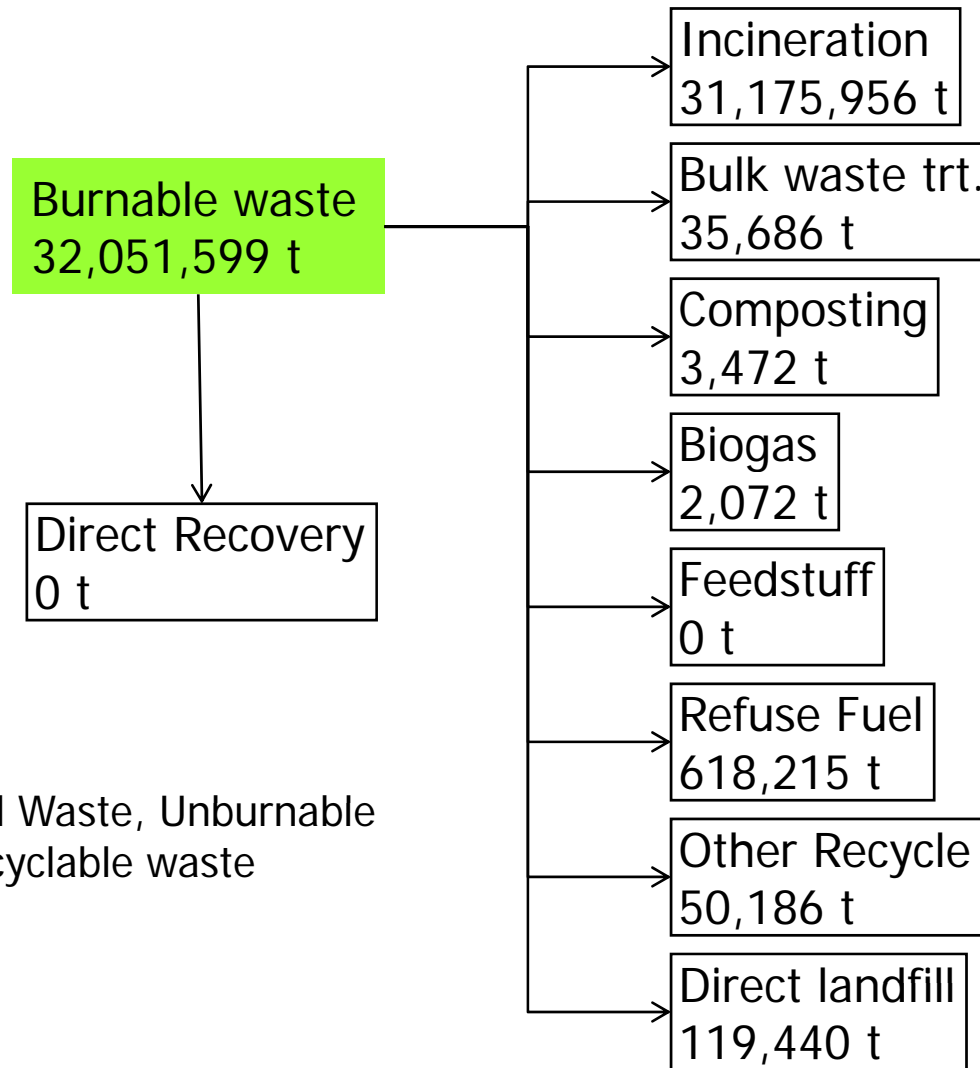 Incineration
31,175,956 t
Bulk waste trt.
35,686 t
Burnable waste
32,051,599 t
Composting
3,472 t
Biogas
2,072 t
Direct Recovery
0 t
Feedstuff
0 t
Refuse Fuel
618,215 t
Waste, Unburnable
waste
Other Recycle
50,186 t
Direct landfill
119,440 t